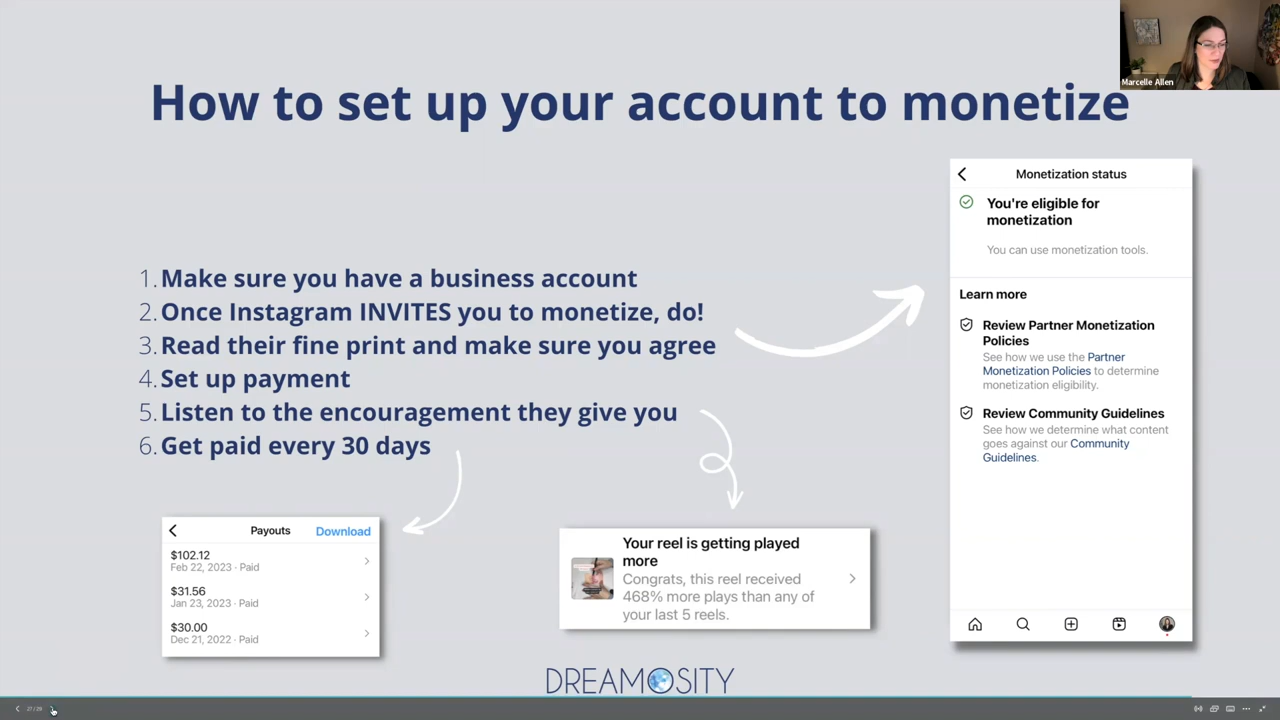 Marcelle Allen
How to set up your account to monetize
1. Make sure you have a business account
2. Once Instagram INVITES you to monetize, do!
3. Read their fine print and make sure you agree
4. Set up payment
5. Listen to the encouragement they give you
6. Get paid every 30 days
Monetization status
You're eligible for
monetization
You can use monetization tools.
Learn more
Review Partner Monetization
Policies
See how we use the Partner
Monetization Policies to determine
monetization eligibility.
Review Community Guidelines
See how we determine what content
goes against our Community
Guidelines.
Payouts Download
$102.12
Feb 22, 2023 · Paid
$31.56
Jan 23, 2023 · Paid
$30.00
Dec 21, 2022 · Paid
Your reel is getting played
more
Congrats, this reel received
468% more plays than any of
your last 5 reels.
DREAMOSITY
27/29